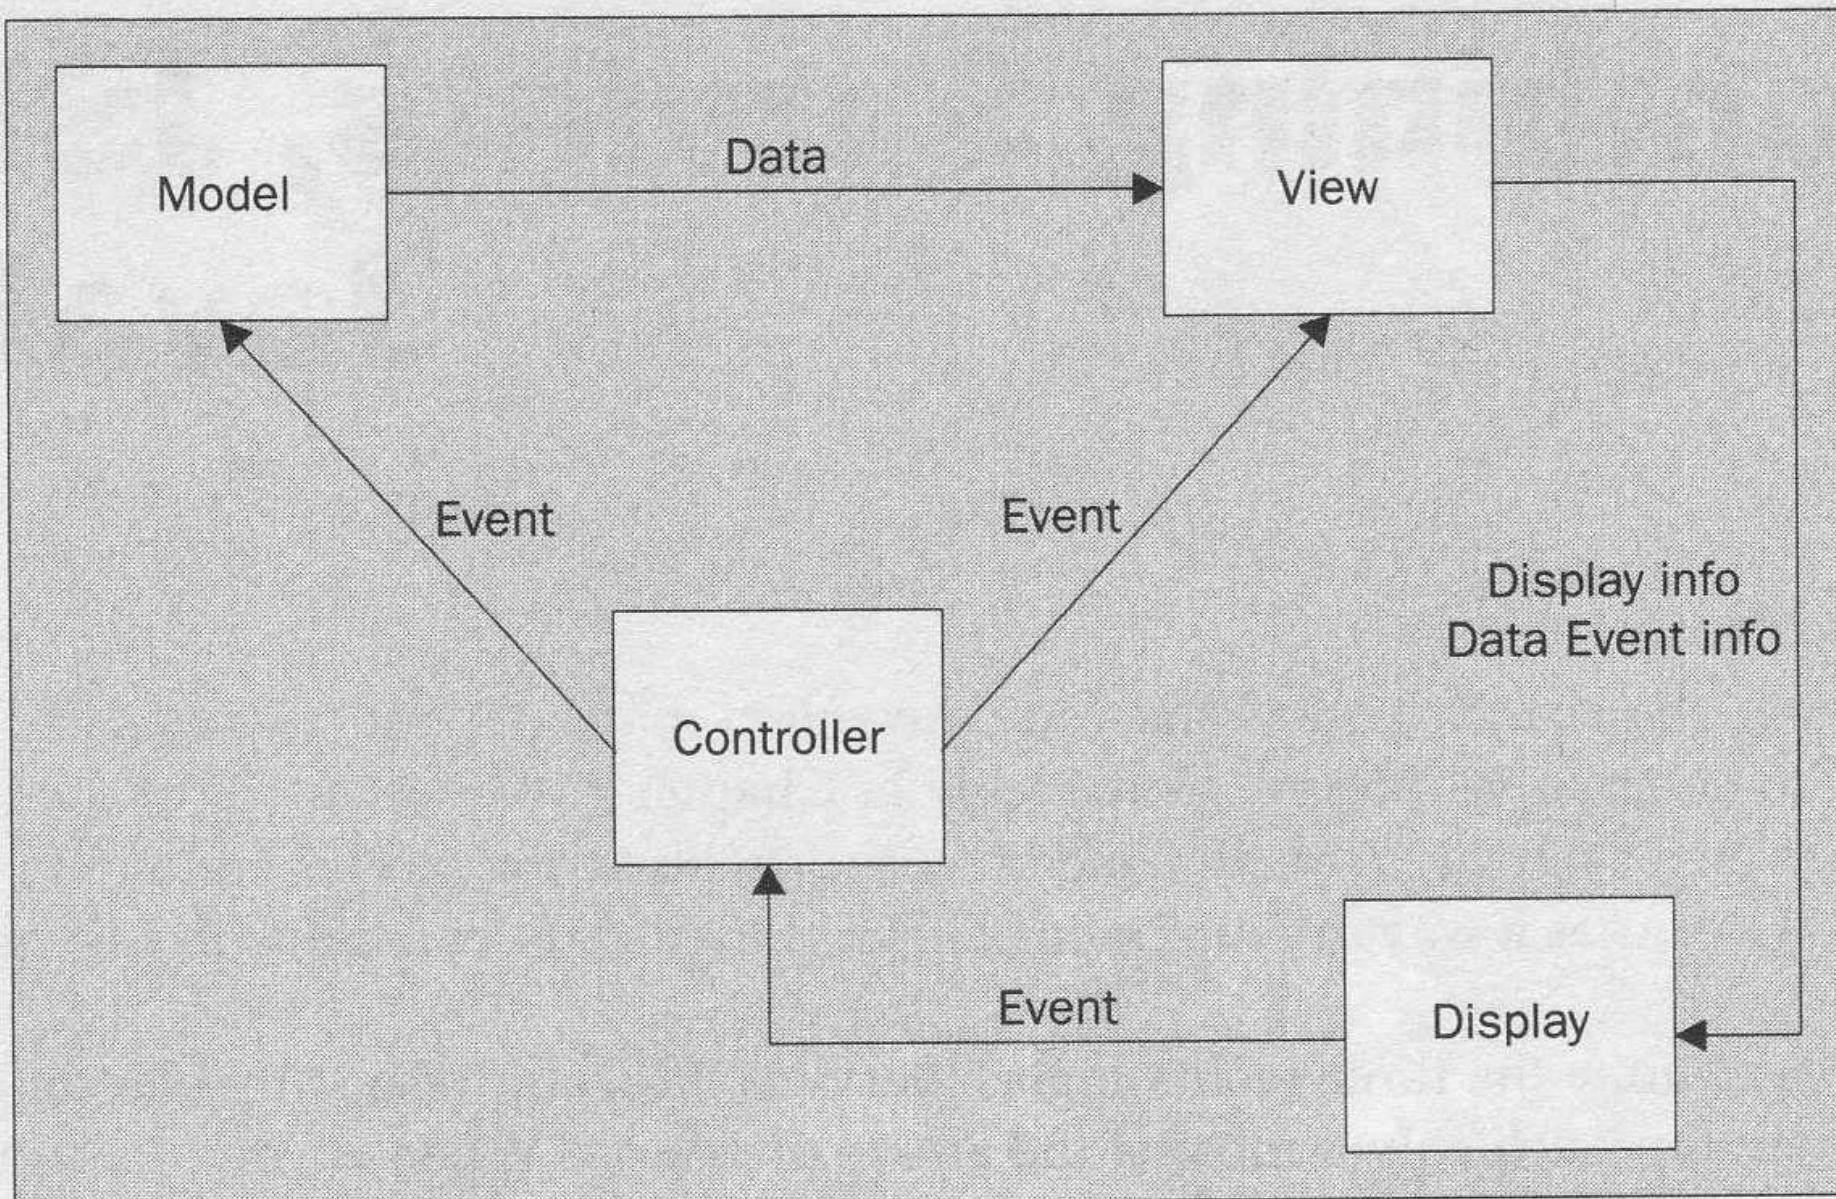 Model
Data
View
Event
Event
Display info
Data Event info
Controller
Event
Display